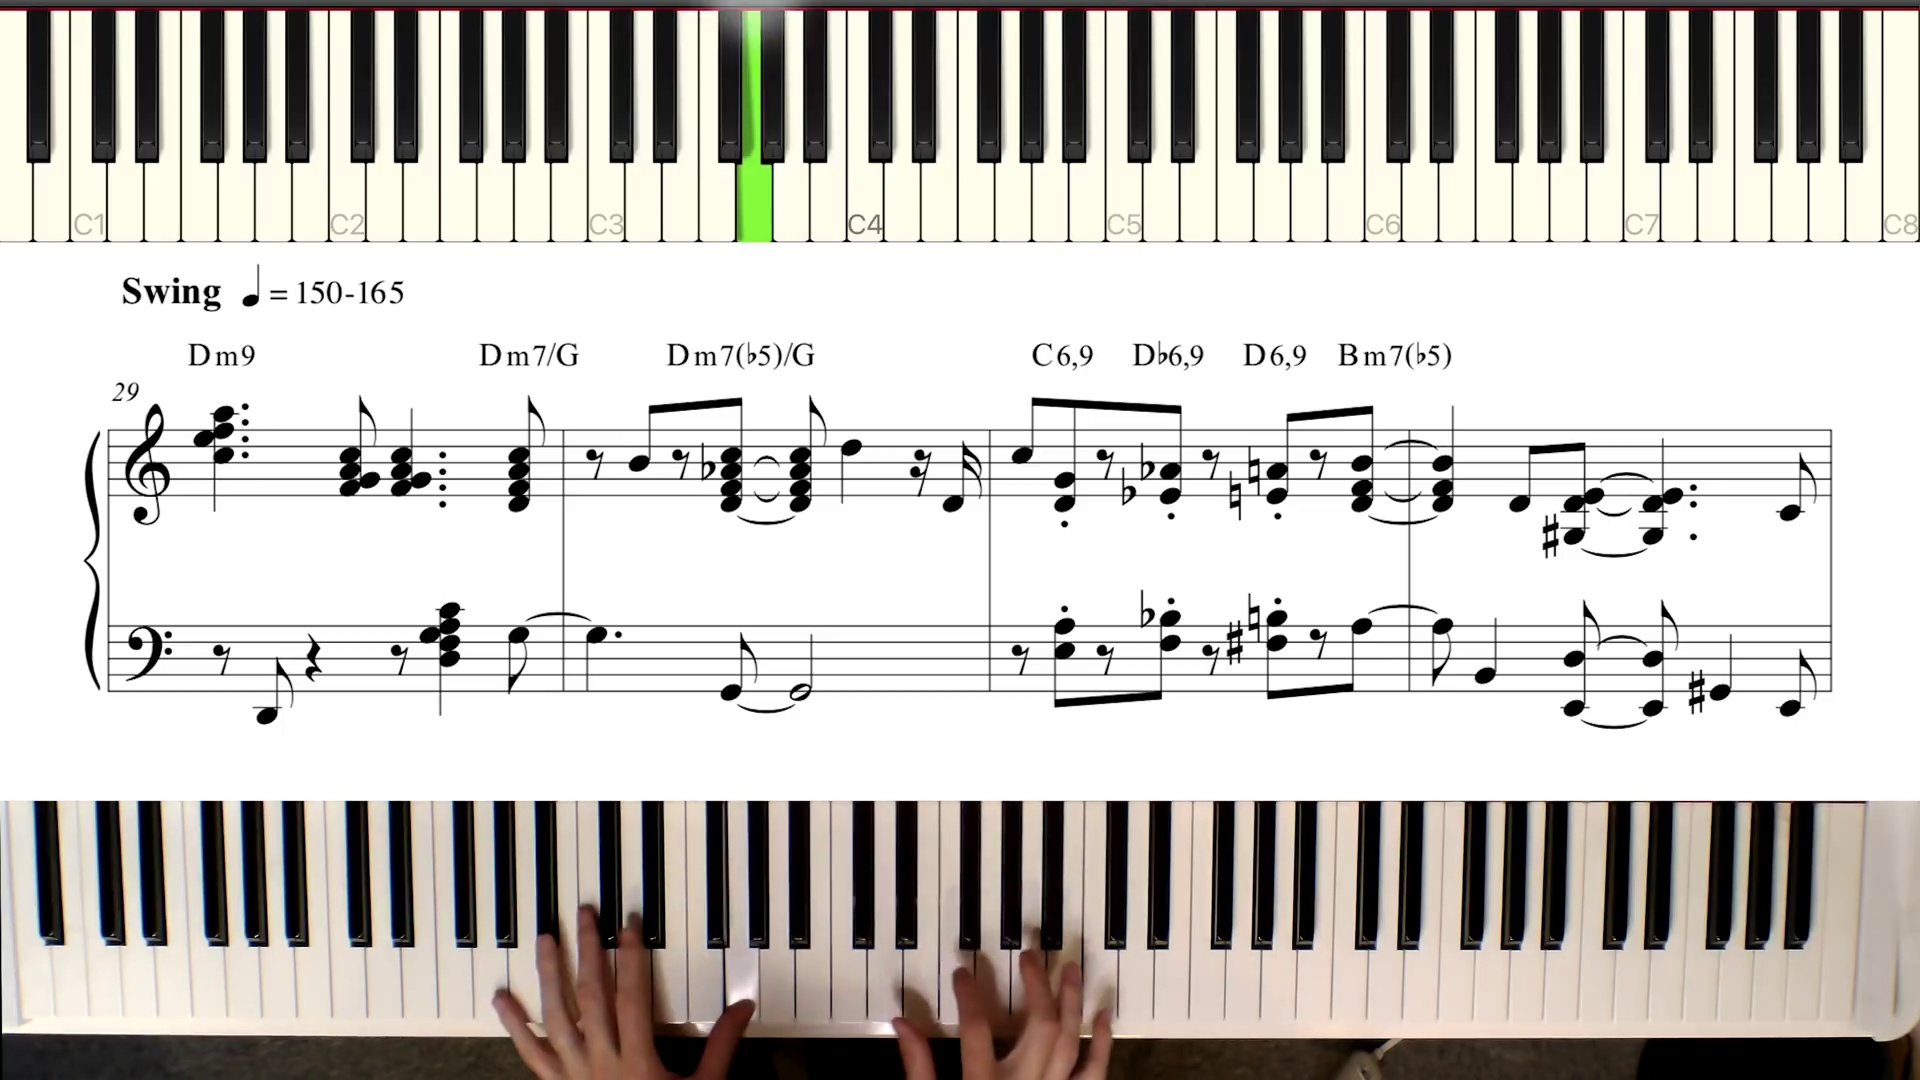 C1 C2 C3 C4 C5 C6 C7 C8
Swing ♩ = 150-165
Dm9 Dm7/G Dm7(♭5)/G C6,9 D♭6,9 D6,9 Bm7(♭5)
29